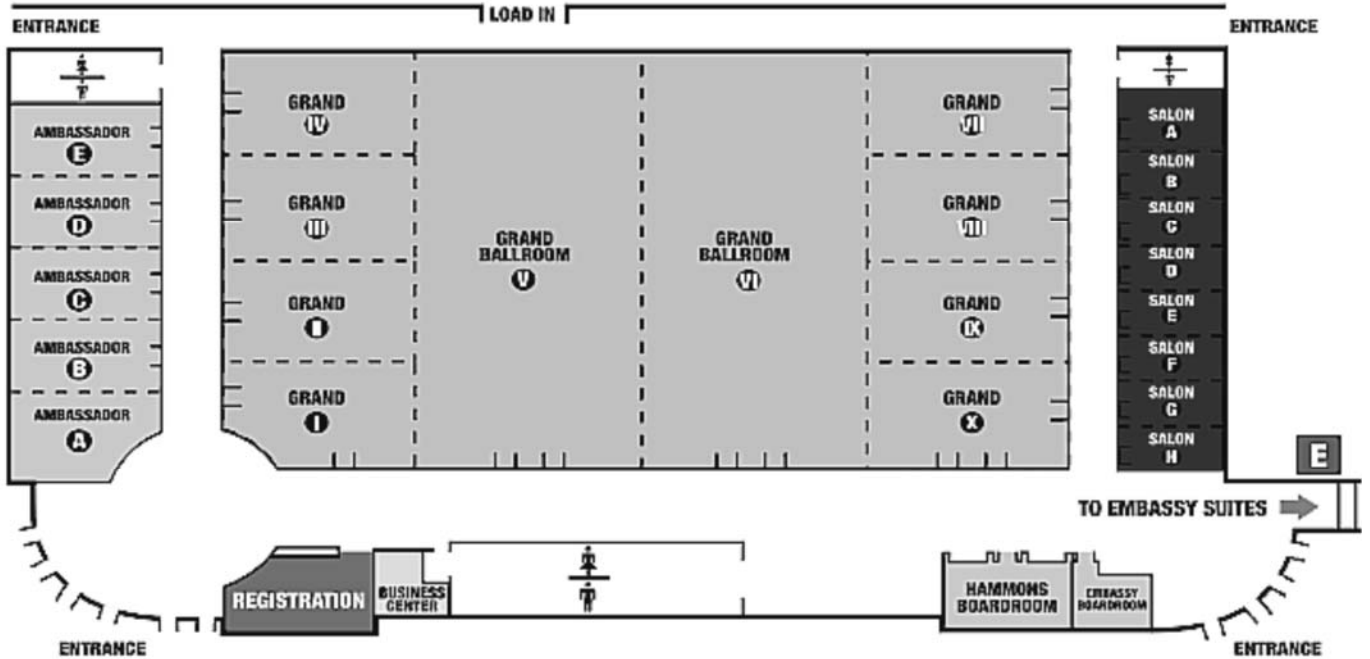 LOAD IN
ENTRANCE
ENTRANCE
AMBASSADOR
E
AMBASSADOR
D
AMBASSADOR
C
AMBASSADOR
B
AMBASSADOR
A
GRAND
IV
GRAND
III
GRAND
II
GRAND
I
GRAND
BALLROOM
V
GRAND
BALLROOM
VI
GRAND
VII
GRAND
VIII
GRAND
IX
GRAND
X
SALON
A
SALON
B
SALON
C
SALON
D
SALON
E
SALON
F
SALON
G
SALON
H
E
TO EMBASSY SUITES
REGISTRATION
BUSINESS
CENTER
HAMMONS
BOARDROOM
EMBASSY
BOARDROOM
ENTRANCE
ENTRANCE